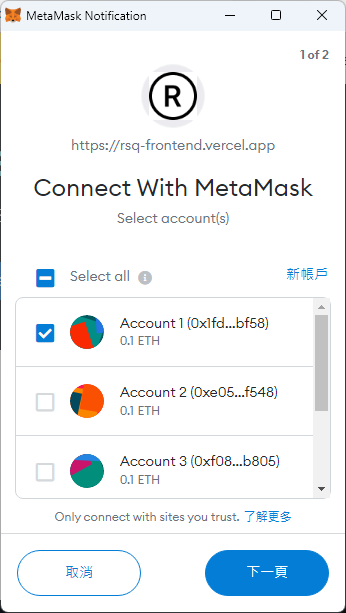 MetaMask Notification
1 of 2
R
https://rsq-frontend.vercel.app
Connect With MetaMask
Select account(s)
Select all
新帳戶
Account 1 (0x1fd...bf58)
0.1 ETH
Account 2 (0xe05...f548)
0.1 ETH
Account 3 (0xf08...b805)
0.1 ETH
Only connect with sites you trust. 了解更多
取消
下一頁